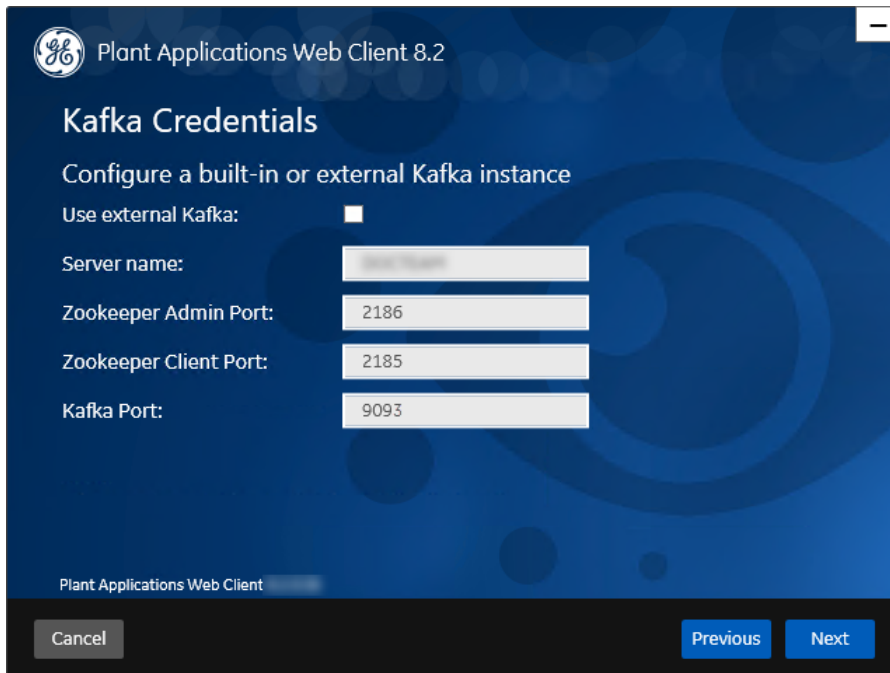 Plant Applications Web Client 8.2
Kafka Credentials
Configure a built-in or external Kafka instance
Use external Kafka:
Server name:
Zookeeper Admin Port: 2186
Zookeeper Client Port: 2185
Kafka Port: 9093
Plant Applications Web Client
Cancel Previous Next